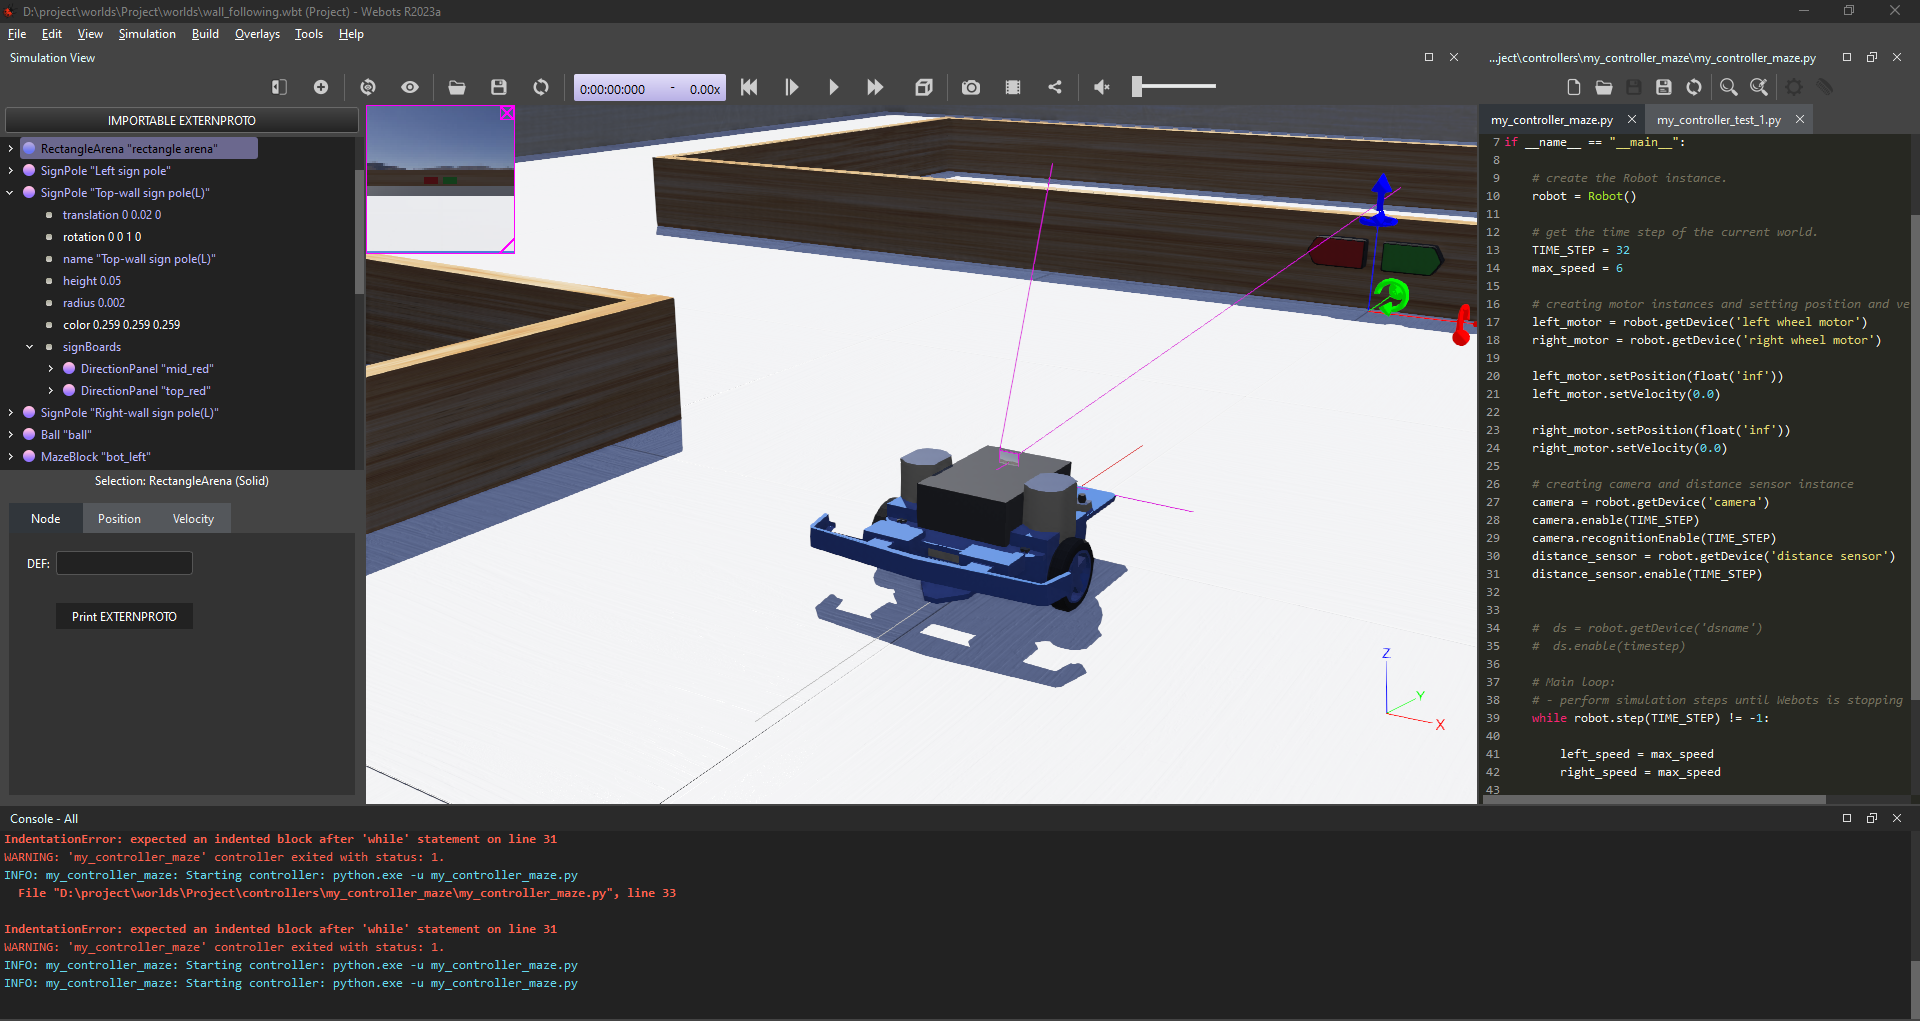 D:\project\worlds\Project\worlds\wall_following.wbt (Project) - Webots R2023a
File Edit View Simulation Build Overlays Tools Help
Simulation View
0:00:00:000 - 0.00x
IMPORTABLE EXTERNPROTO
RectangleArena "rectangle arena"
SignPole "Left sign pole"
SignPole "Top-wall sign pole(L)"
translation 0 0.02 0
rotation 0 0 1 0
name "Top-wall sign pole(L)"
height 0.05
radius 0.002
color 0.259 0.259 0.259
signBoards
DirectionPanel "mid_red"
DirectionPanel "top_red"
SignPole "Right-wall sign pole(L)"
Ball "ball"
MazeBlock "bot_left"
Selection: RectangleArena (Solid)
Node Position Velocity
DEF:
Print EXTERNPROTO
Z
Y
X
...ject\controllers\my_controller_maze\my_controller_maze.py
my_controller_maze.py my_controller_test_1.py
7 if __name__ == "__main__":
8
9 # create the Robot instance.
10 robot = Robot()
11
12 # get the time step of the current world.
13 TIME_STEP = 32
14 max_speed = 6
15
16 # creating motor instances and setting position and ve
17 left_motor = robot.getDevice('left wheel motor')
18 right_motor = robot.getDevice('right wheel motor')
19
20 left_motor.setPosition(float('inf'))
21 left_motor.setVelocity(0.0)
22
23 right_motor.setPosition(float('inf'))
24 right_motor.setVelocity(0.0)
25
26 # creating camera and distance sensor instance
27 camera = robot.getDevice('camera')
28 camera.enable(TIME_STEP)
29 camera.recognitionEnable(TIME_STEP)
30 distance_sensor = robot.getDevice('distance sensor')
31 distance_sensor.enable(TIME_STEP)
32
33
34 # ds = robot.getDevice('dsname')
35 # ds.enable(timestep)
36
37 # Main loop:
38 # - perform simulation steps until Webots is stopping
39 while robot.step(TIME_STEP) != -1:
40
41 left_speed = max_speed
42 right_speed = max_speed
43
Console - All
IndentationError: expected an indented block after 'while' statement on line 31
WARNING: 'my_controller_maze' controller exited with status: 1.
INFO: my_controller_maze: Starting controller: python.exe -u my_controller_maze.py
File "D:\project\worlds\Project\controllers\my_controller_maze\my_controller_maze.py", line 33
IndentationError: expected an indented block after 'while' statement on line 31
WARNING: 'my_controller_maze' controller exited with status: 1.
INFO: my_controller_maze: Starting controller: python.exe -u my_controller_maze.py
INFO: my_controller_maze: Starting controller: python.exe -u my_controller_maze.py